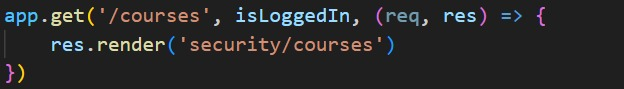 app.get('/courses', isLoggedIn, (req, res) => {
    res.render('security/courses')
})